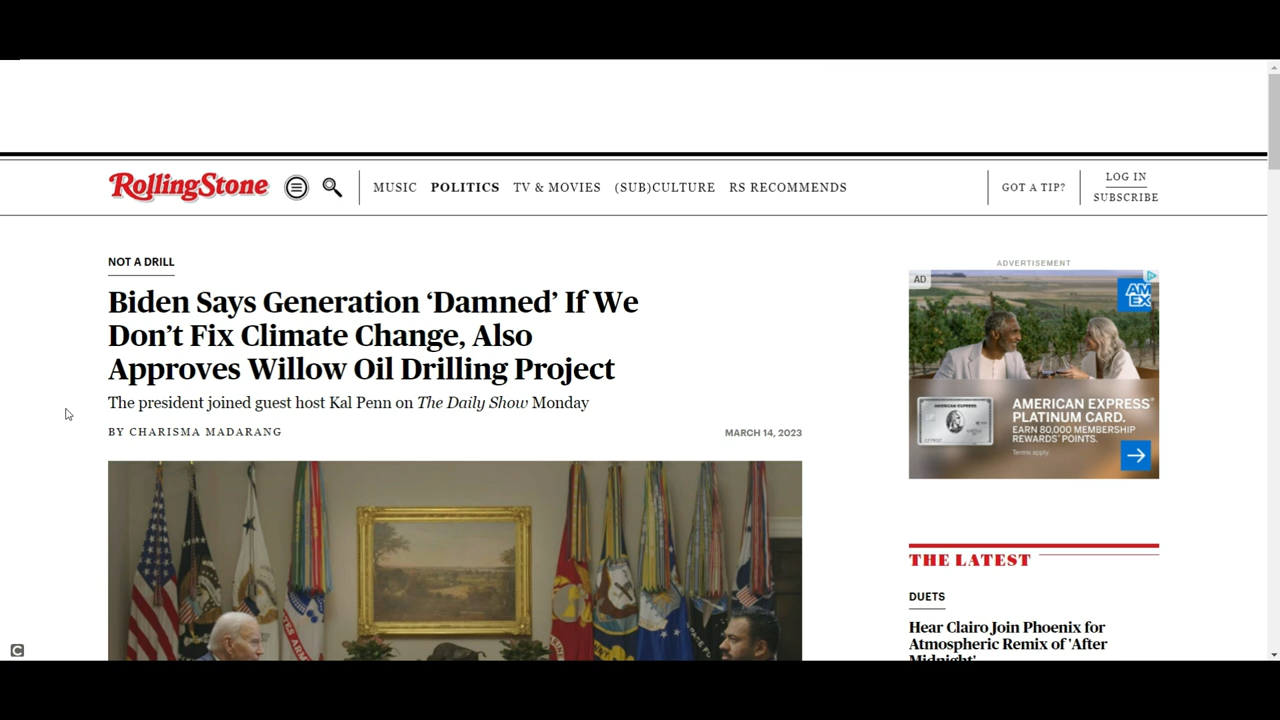 RollingStone
MUSIC POLITICS TV & MOVIES (SUB)CULTURE RS RECOMMENDS
GOT A TIP?
LOG IN
SUBSCRIBE
NOT A DRILL
Biden Says Generation ‘Damned’ If We
Don’t Fix Climate Change, Also
Approves Willow Oil Drilling Project
The president joined guest host Kal Penn on The Daily Show Monday
BY CHARISMA MADARANG
MARCH 14, 2023
ADVERTISEMENT
AD
AM
EX
AMERICAN EXPRESS
AMERICAN EXPRESS®
PLATINUM CARD.
EARN 80,000 MEMBERSHIP
REWARDS® POINTS.
Terms apply.
THE LATEST
DUETS
Hear Clairo Join Phoenix for
Atmospheric Remix of 'After
Midnight'
C